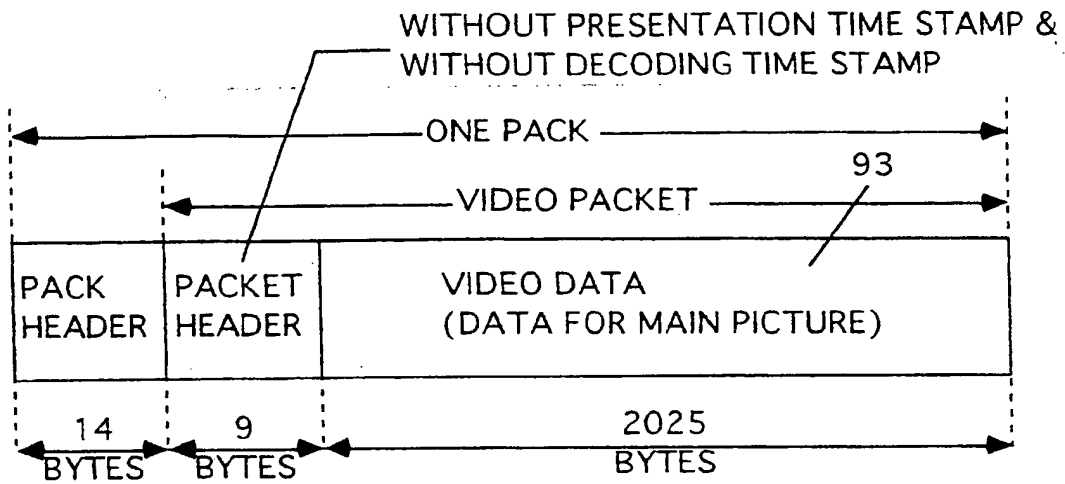 WITHOUT PRESENTATION TIME STAMP &
WITHOUT DECODING TIME STAMP
ONE PACK
93
VIDEO PACKET
PACK
HEADER
PACKET
HEADER
VIDEO DATA
(DATA FOR MAIN PICTURE)
14
BYTES
9
BYTES
2025
BYTES